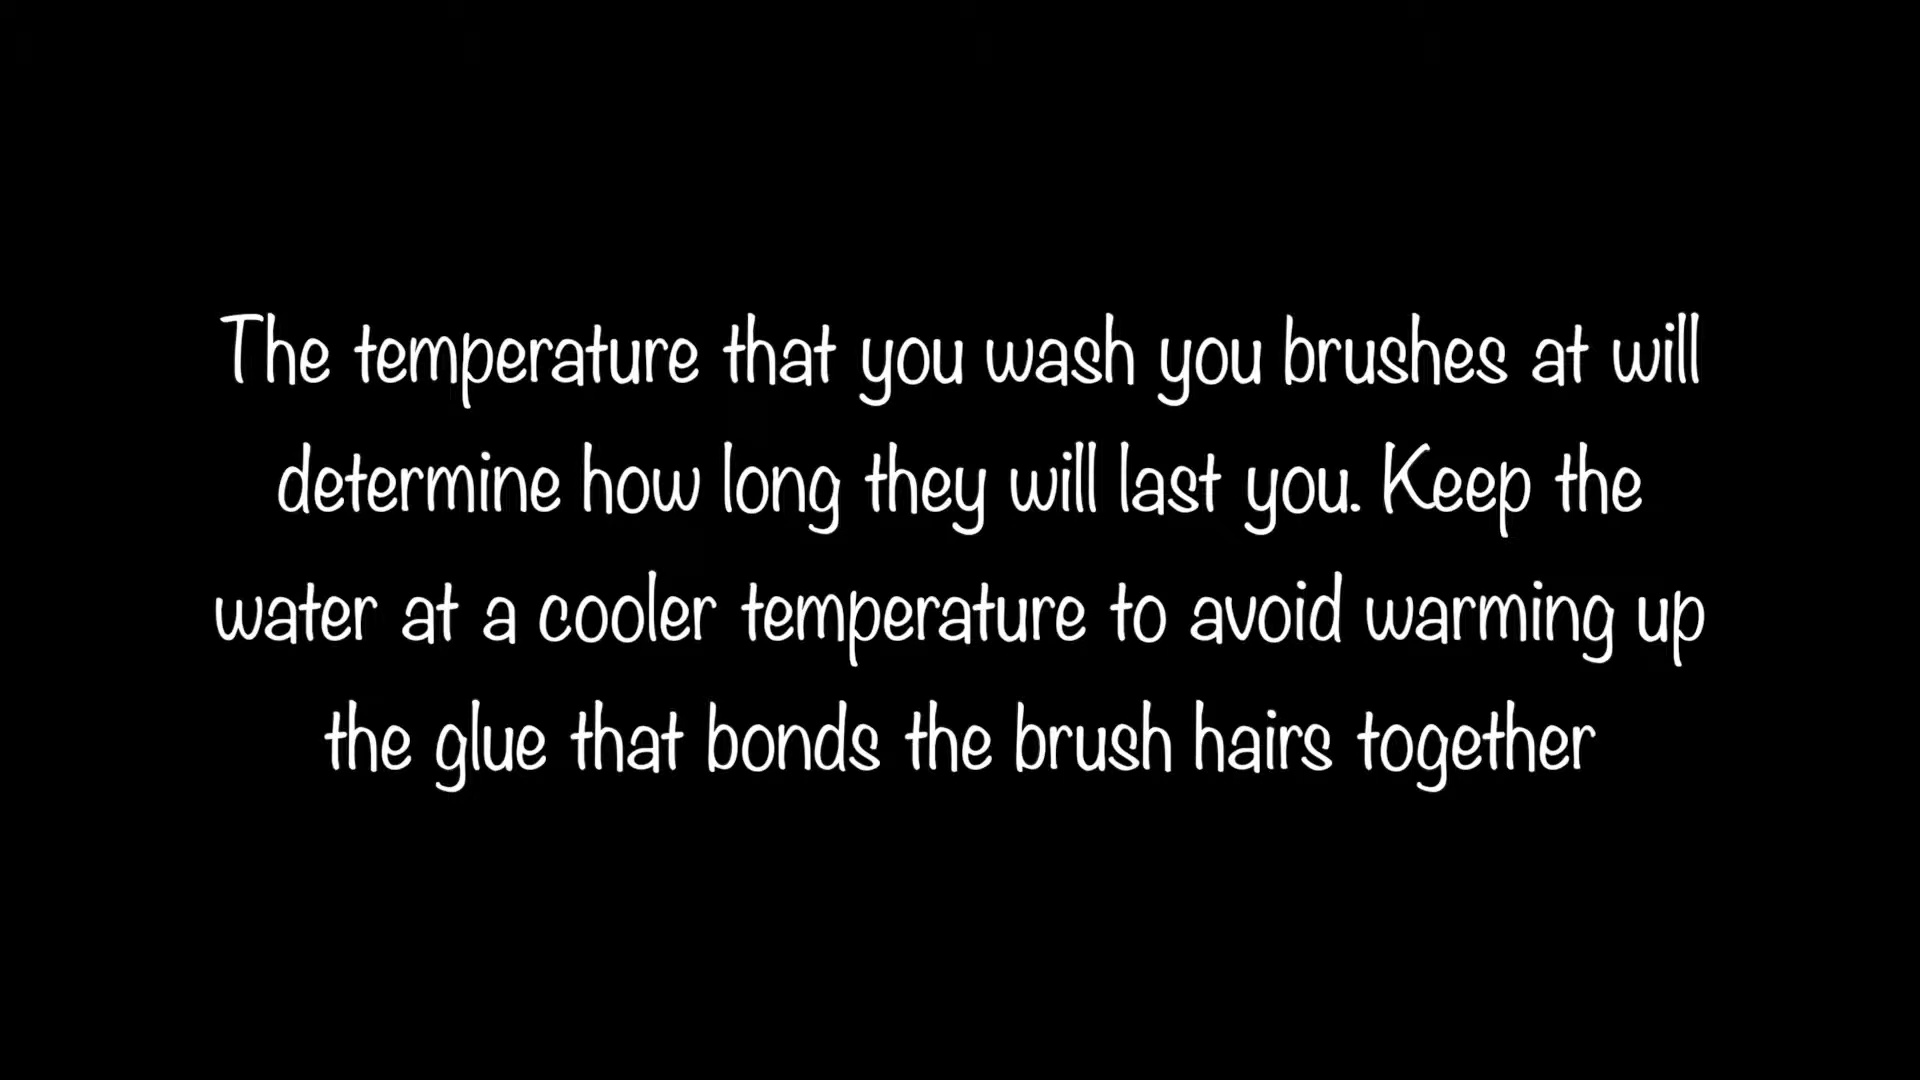 The temperature that you wash you brushes at will
determine how long they will last you. Keep the
water at a cooler temperature to avoid warming up
the glue that bonds the brush hairs together